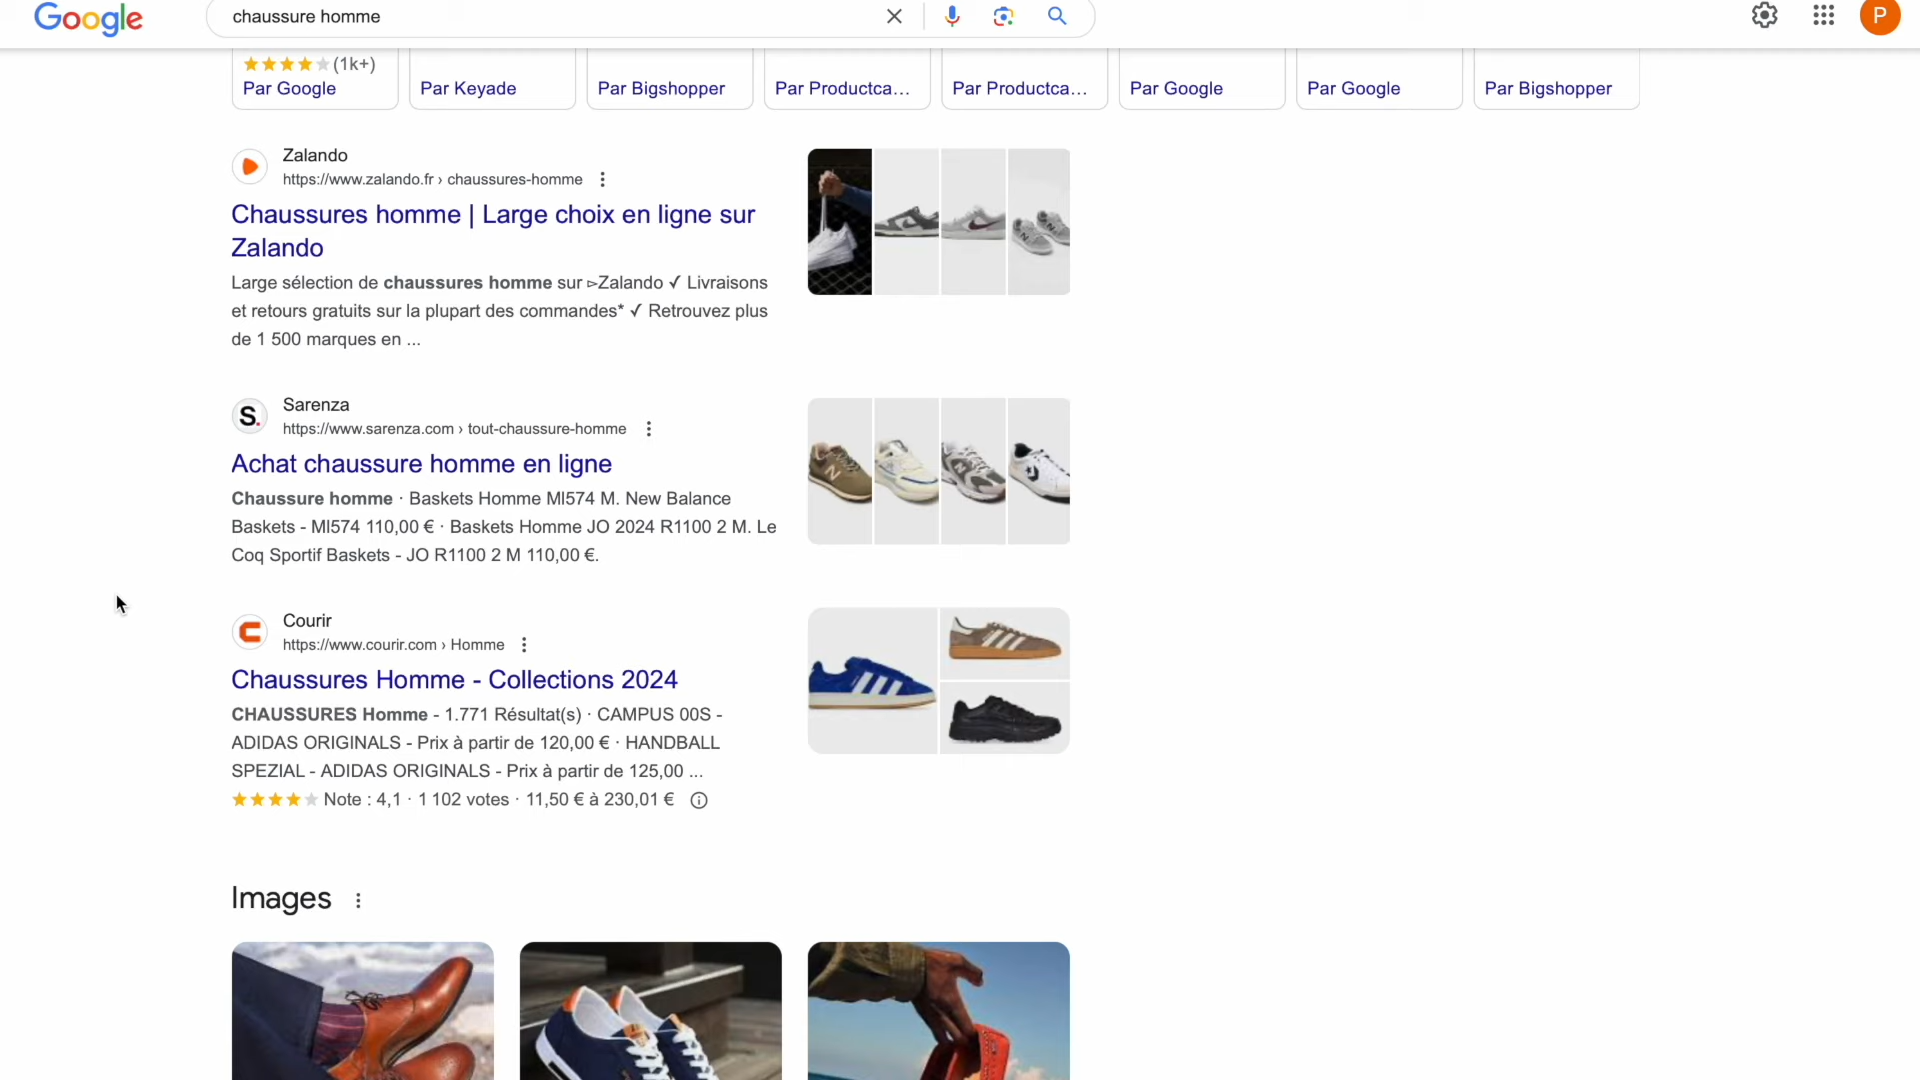 Google
chaussure homme
P
(1k+)
Par Google
Par Keyade
Par Bigshopper
Par Productca...
Par Productca...
Par Google
Par Google
Par Bigshopper
Zalando
https://www.zalando.fr › chaussures-homme
Chaussures homme | Large choix en ligne sur
Zalando
Large sélection de chaussures homme sur ▻Zalando ✓ Livraisons
et retours gratuits sur la plupart des commandes* ✓ Retrouvez plus
de 1 500 marques en ...
S.
Sarenza
https://www.sarenza.com › tout-chaussure-homme
Achat chaussure homme en ligne
Chaussure homme · Baskets Homme Ml574 M. New Balance
Baskets - Ml574 110,00 € · Baskets Homme JO 2024 R1100 2 M. Le
Coq Sportif Baskets - JO R1100 2 M 110,00 €.
Courir
https://www.courir.com › Homme
Chaussures Homme - Collections 2024
CHAUSSURES Homme - 1.771 Résultat(s) · CAMPUS 00S -
ADIDAS ORIGINALS - Prix à partir de 120,00 € · HANDBALL
SPEZIAL - ADIDAS ORIGINALS - Prix à partir de 125,00 ...
Note : 4,1 · 1 102 votes · 11,50 € à 230,01 €
Images